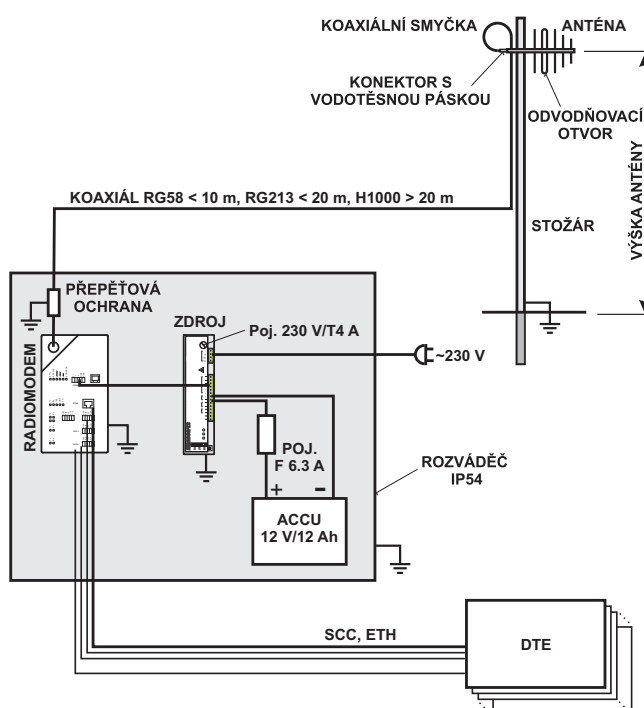 KOAXIÁLNÍ SMYČKA
ANTÉNA
KONEKTOR S
VODOTĚSNOU PÁSKOU
ODVODŇOVACÍ
OTVOR
VÝŠKA ANTÉNY
KOAXIÁL RG58 < 10 m, RG213 < 20 m, H1000 > 20 m
STOŽÁR
PŘEPĚŤOVÁ
OCHRANA
ZDROJ
Poj. 230 V/T4 A
~230 V
RADIOMODEM
POJ.
F 6.3 A
+ −
ACCU
12 V/12 Ah
ROZVÁDĚČ
IP54
SCC, ETH
DTE